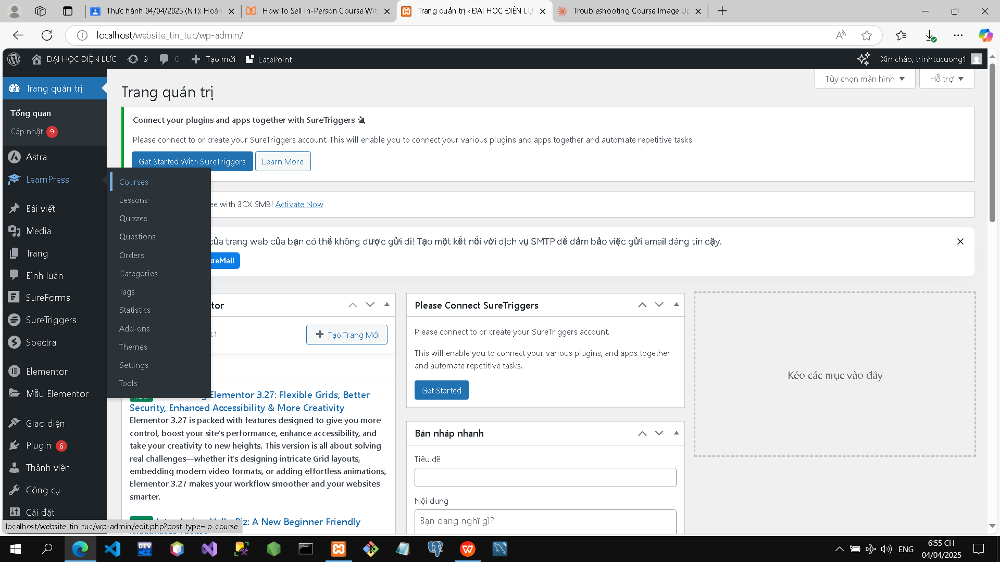 Thực hành 04/04/2025 (N1): Hoàn
How To Sell In-Person Course Wit
Trang quản trị ‹ ĐẠI HỌC ĐIỆN LỰ
Troubleshooting Course Image Up
localhost/website_tin_tuc/wp-admin/
ĐẠI HỌC ĐIỆN LỰC
9
0
Tạo mới
LatePoint
Xin chào, trinhtucuong1
Trang quản trị
Tổng quan
Cập nhật 9
Astra
LearnPress
Bài viết
Media
Trang
Bình luận
SureForms
SureTriggers
Spectra
Elementor
Mẫu Elementor
Giao diện
Plugin 6
Thành viên
Công cụ
Cài đặt
Courses
Lessons
Quizzes
Questions
Orders
Categories
Tags
Statistics
Add-ons
Themes
Settings
Tools
Tùy chọn màn hình
Hỗ trợ
Trang quản trị
Connect your plugins and apps together with SureTriggers
Please connect to or create your SureTriggers account. This will enable you to connect your various plugins and apps together and automate repetitive tasks.
Get Started With SureTriggers
Learn More
ee with 3CX SMB! Activate Now
của trang web của bạn có thể không được gửi đi! Tạo một kết nối với dịch vụ SMTP để đảm bảo việc gửi email đáng tin cậy.
ureMail
tor
3.1
Tạo Trang Mới
Elementor 3.27: Flexible Grids, Better
Security, Enhanced Accessibility & More Creativity
Elementor 3.27 is packed with features designed to give you more
control, boost your site's performance, enhance accessibility, and
take your creativity to new heights. This version is all about solving
real challenges—whether it's designing intricate Grid layouts,
embedding modern video formats, or adding effortless animations,
Elementor 3.27 makes your workflow smoother and your websites
smarter.
Biz: A New Beginner Friendly
Please Connect SureTriggers
Please connect to or create your SureTriggers account.
This will enable you to connect your various plugins, and apps together
and automate repetitive tasks.
Get Started
Bản nháp nhanh
Tiêu đề
Nội dung
Bạn đang nghĩ gì?
Kéo các mục vào đây
localhost/website_tin_tuc/wp-admin/edit.php?post_type=lp_course
DEV
ENG
6:55 CH
04/04/2025